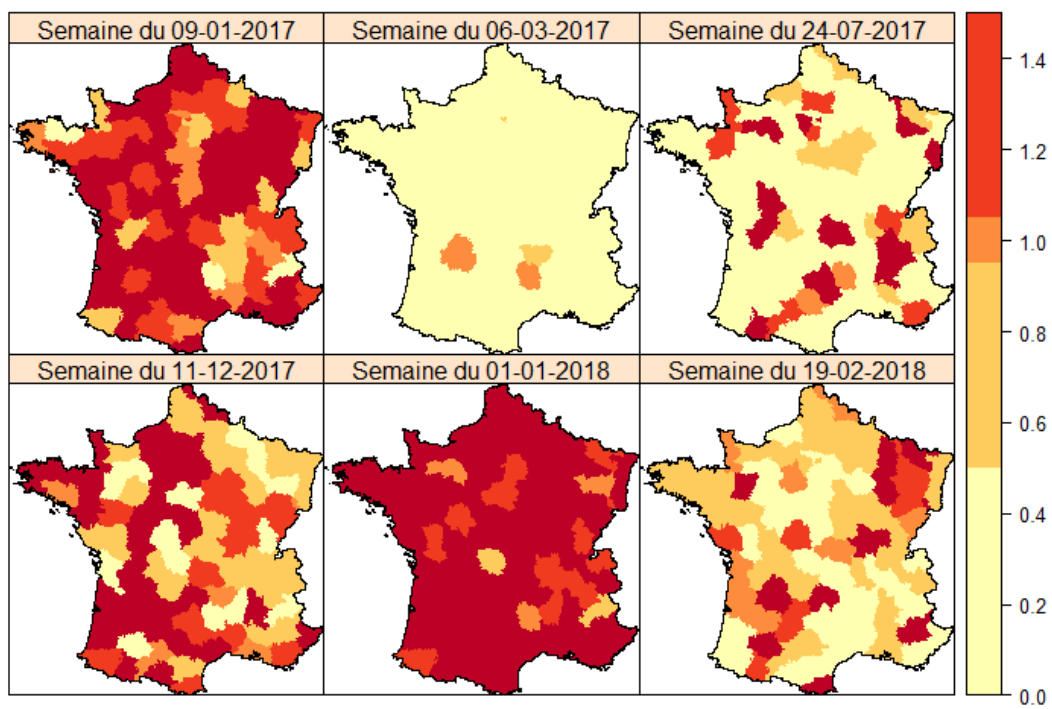 Semaine du 09-01-2017
Semaine du 06-03-2017
Semaine du 24-07-2017
Semaine du 11-12-2017
Semaine du 01-01-2018
Semaine du 19-02-2018
1.4
1.2
1.0
0.8
0.6
0.4
0.2
0.0